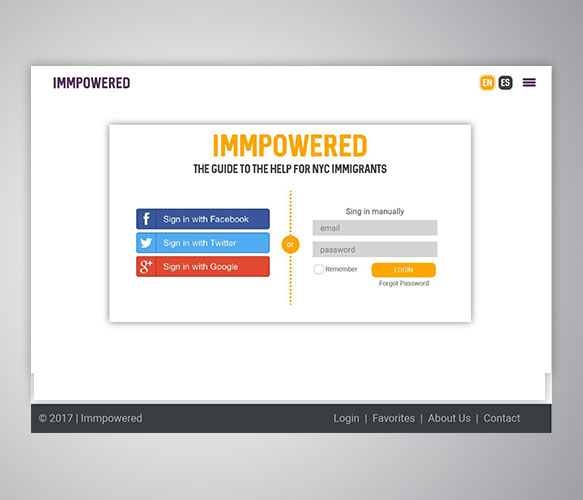 IMMPOWERED
EN ES
IMMPOWERED
THE GUIDE TO THE HELP FOR NYC IMMIGRANTS
f Sign in with Facebook
Sign in with Twitter
g+ Sign in with Google
or
Sing in manually
email
password
Remember
LOGIN
Forgot Password
© 2017 | Immpowered
Login | Favorites | About Us | Contact